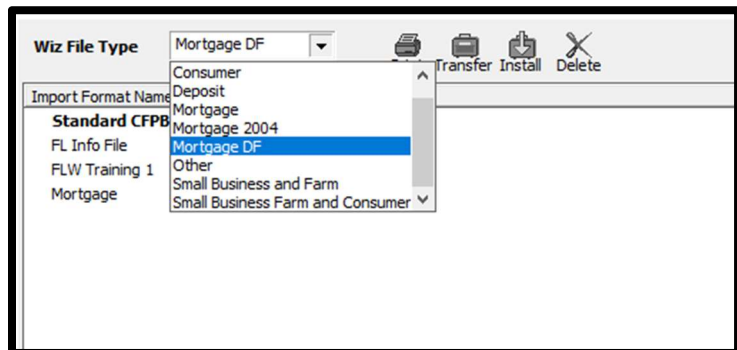 Wiz File Type Mortgage DF
Transfer Install Delete
Consumer
Deposit
Mortgage
Mortgage 2004
Mortgage DF
Other
Small Business and Farm
Small Business Farm and Consumer
Import Format Name
Standard CFPB
FL Info File
FLW Training 1
Mortgage